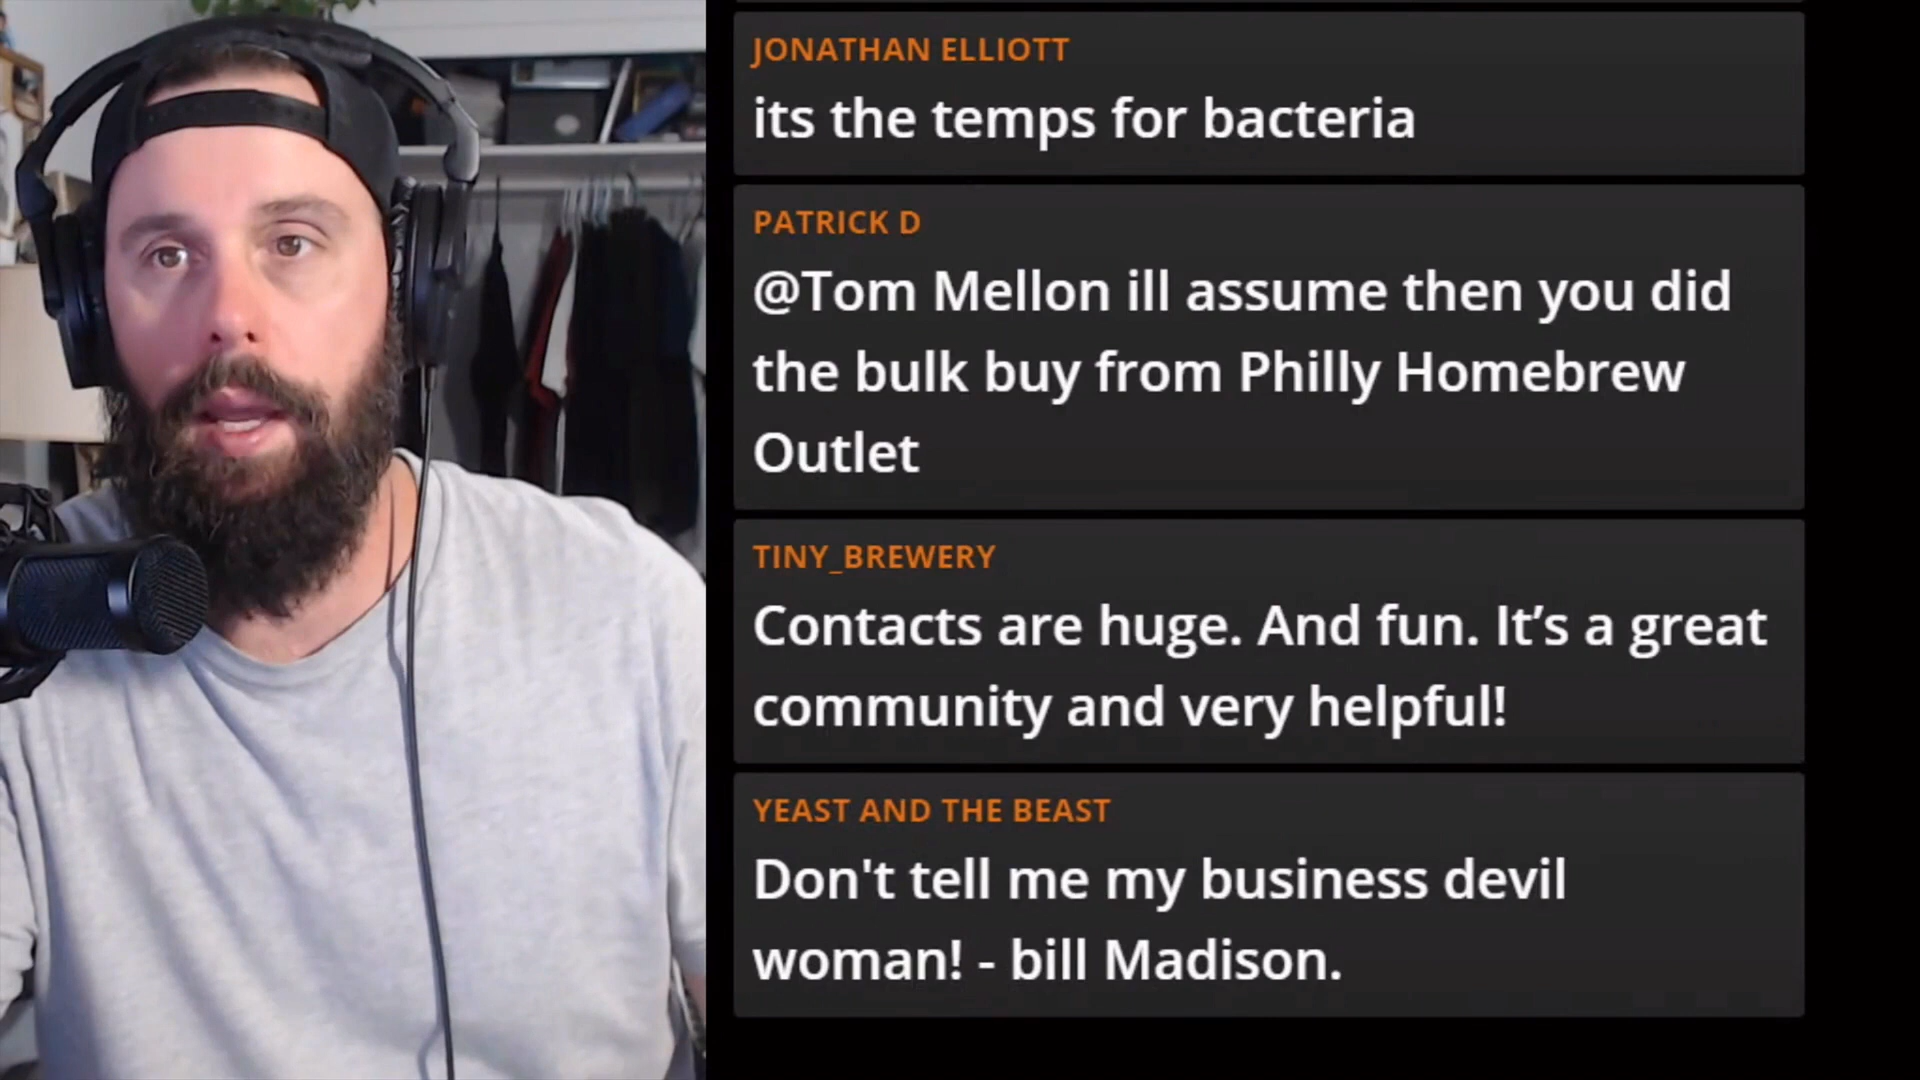 JONATHAN ELLIOTT
its the temps for bacteria
PATRICK D
@Tom Mellon ill assume then you did
the bulk buy from Philly Homebrew
Outlet
TINY_BREWERY
Contacts are huge. And fun. It’s a great
community and very helpful!
YEAST AND THE BEAST
Don't tell me my business devil
woman! - bill Madison.